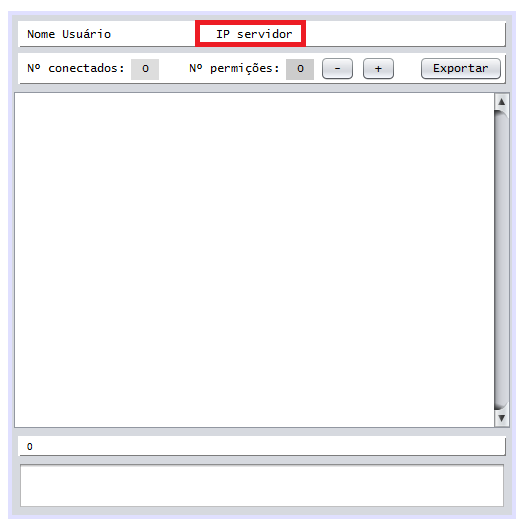 Nome Usuário IP servidor
Nº conectados: 0 Nº permições: 0 - + Exportar
0